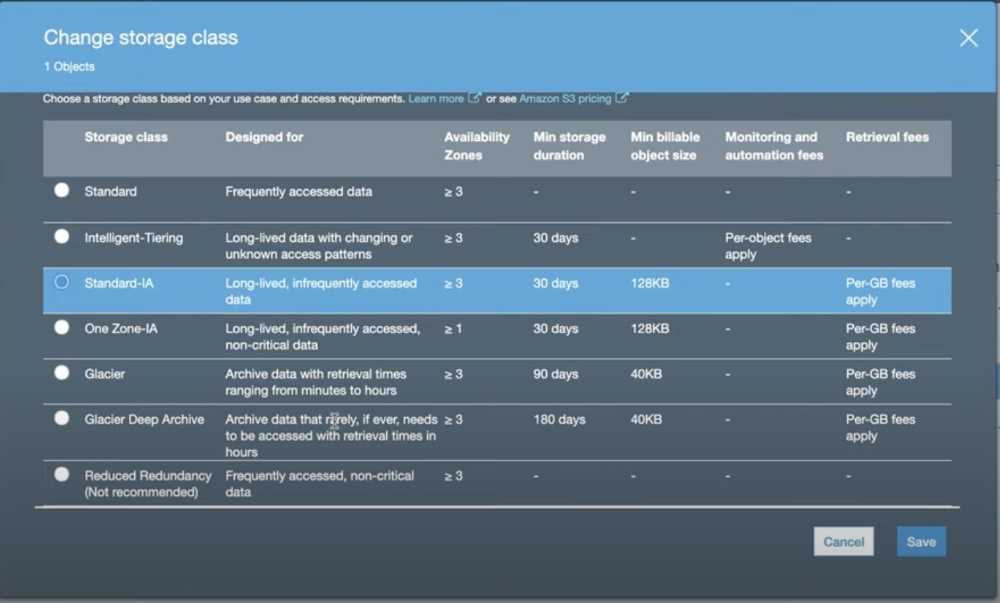 Change storage class
1 Objects
Choose a storage class based on your use case and access requirements. Learn more or see Amazon S3 pricing
Storage class Designed for Availability Zones Min storage duration Min billable object size Monitoring and automation fees Retrieval fees
Standard Frequently accessed data ≥ 3 - - - -
Intelligent-Tiering Long-lived data with changing or unknown access patterns ≥ 3 30 days - Per-object fees apply -
Standard-IA Long-lived, infrequently accessed data ≥ 3 30 days 128KB - Per-GB fees apply
One Zone-IA Long-lived, infrequently accessed, non-critical data ≥ 1 30 days 128KB - Per-GB fees apply
Glacier Archive data with retrieval times ranging from minutes to hours ≥ 3 90 days 40KB - Per-GB fees apply
Glacier Deep Archive Archive data that rarely, if ever, needs to be accessed with retrieval times in hours ≥ 3 180 days 40KB - Per-GB fees apply
Reduced Redundancy (Not recommended) Frequently accessed, non-critical data ≥ 3 - - - -
Cancel Save